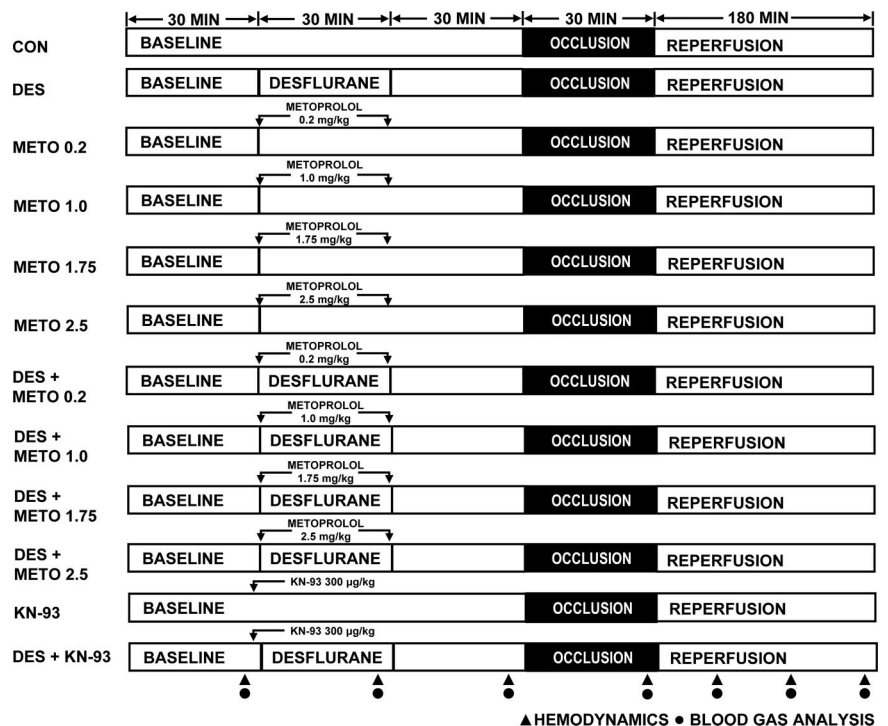 30 MIN 30 MIN 30 MIN 30 MIN 180 MIN
CON BASELINE OCCLUSION REPERFUSION
DES BASELINE DESFLURANE OCCLUSION REPERFUSION
METOPROLOL
0.2 mg/kg
METO 0.2 BASELINE OCCLUSION REPERFUSION
METOPROLOL
1.0 mg/kg
METO 1.0 BASELINE OCCLUSION REPERFUSION
METOPROLOL
1.75 mg/kg
METO 1.75 BASELINE OCCLUSION REPERFUSION
METOPROLOL
2.5 mg/kg
METO 2.5 BASELINE OCCLUSION REPERFUSION
METOPROLOL
0.2 mg/kg
DES +
METO 0.2 BASELINE DESFLURANE OCCLUSION REPERFUSION
METOPROLOL
1.0 mg/kg
DES +
METO 1.0 BASELINE DESFLURANE OCCLUSION REPERFUSION
METOPROLOL
1.75 mg/kg
DES +
METO 1.75 BASELINE DESFLURANE OCCLUSION REPERFUSION
METOPROLOL
2.5 mg/kg
DES +
METO 2.5 BASELINE DESFLURANE OCCLUSION REPERFUSION
KN-93 300 µg/kg
KN-93 BASELINE OCCLUSION REPERFUSION
KN-93 300 µg/kg
DES + KN-93 BASELINE DESFLURANE OCCLUSION REPERFUSION
▲HEMODYNAMICS ● BLOOD GAS ANALYSIS